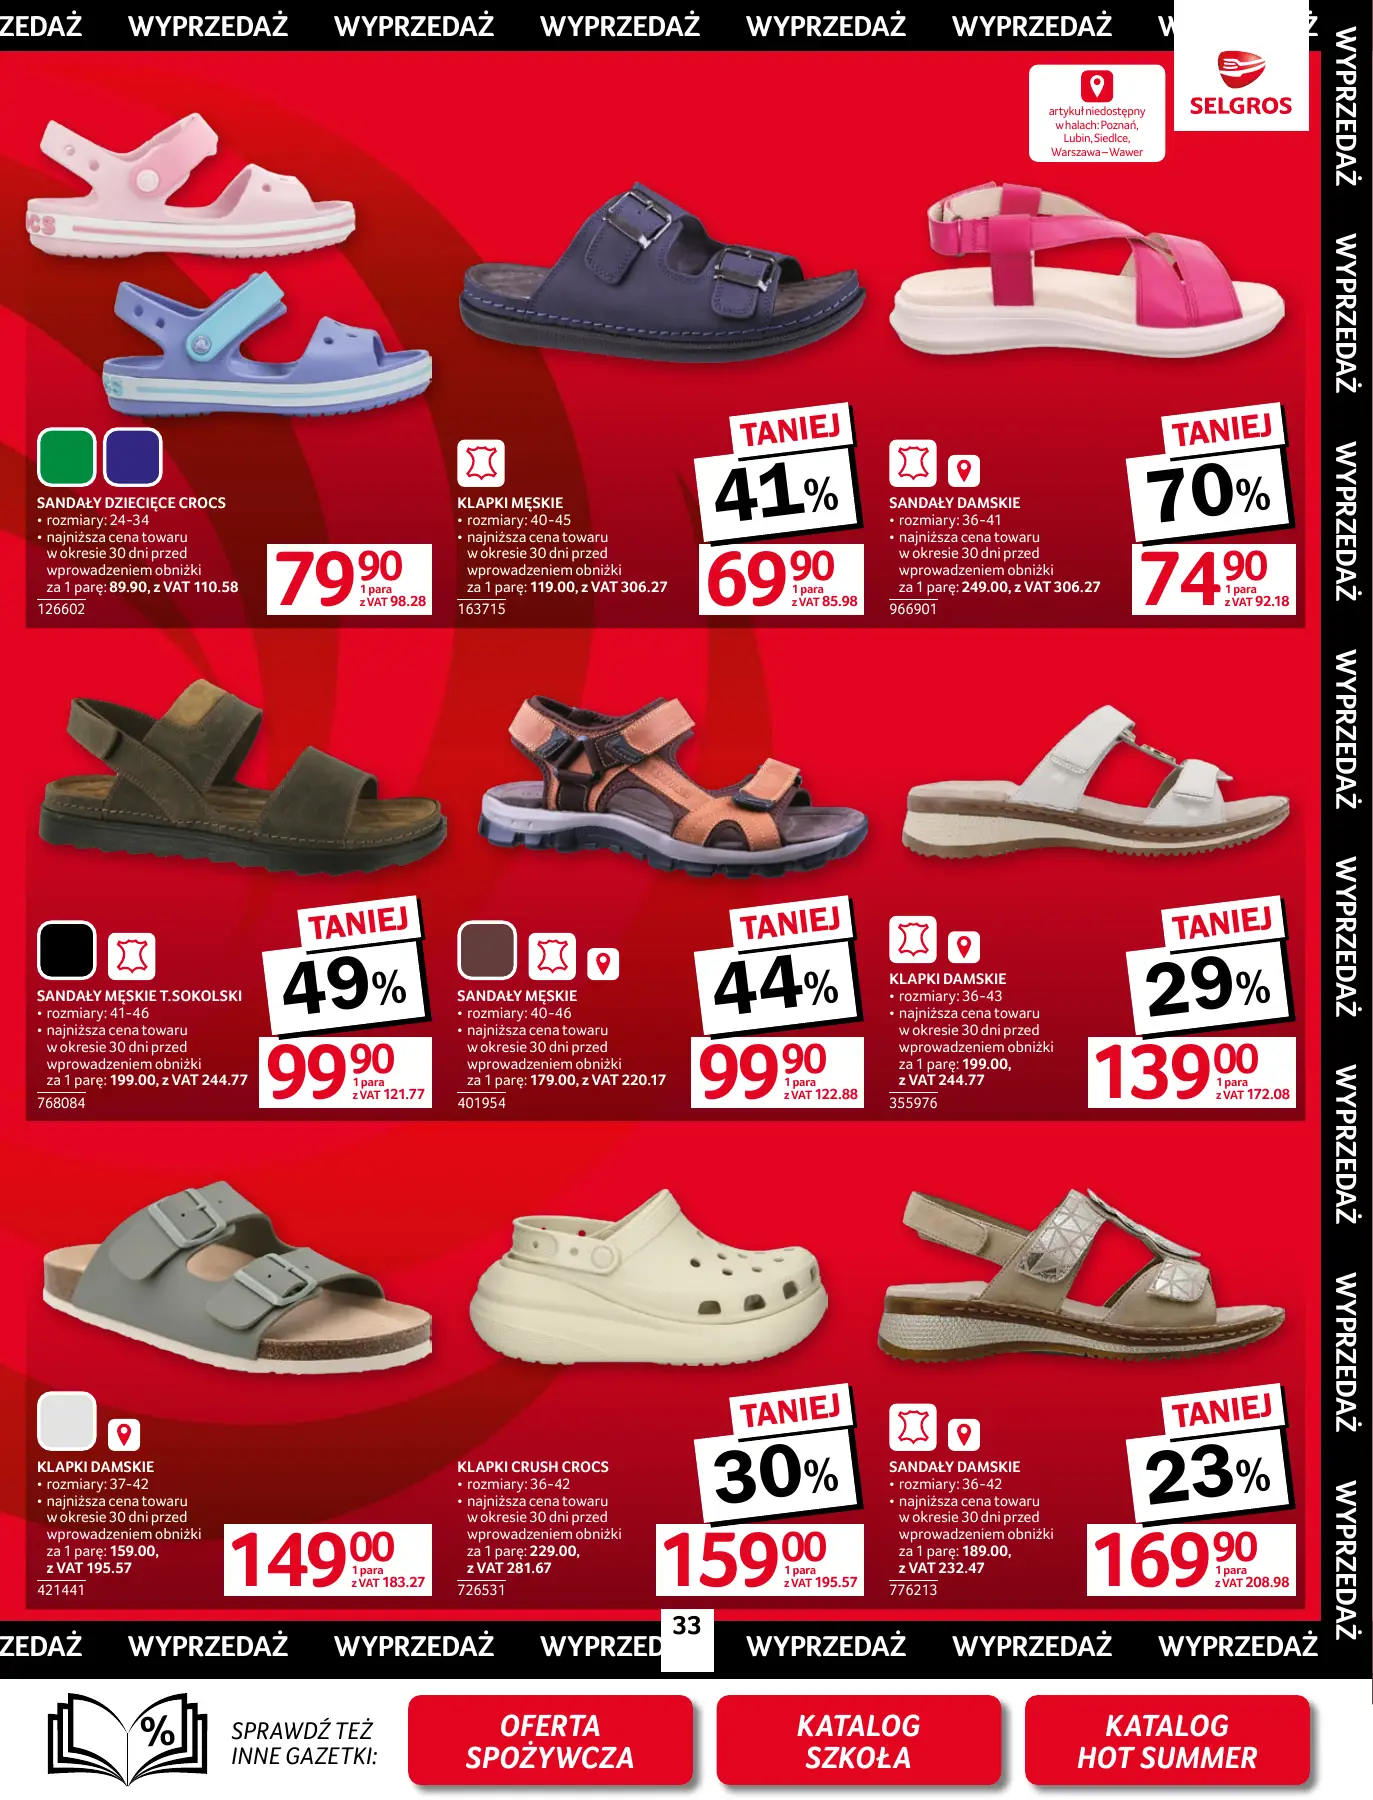 ZEDAŻ WYPRZEDAŻ WYPRZEDAŻ WYPRZEDAŻ WYPRZEDAŻ WYPRZEDAŻ W Ż
SELGROS
artykuł niedostępny
w halach: Poznań,
Lubin, Siedlce,
Warszawa – Wawer
CS
SANDAŁY DZIECIĘCE CROCS
• rozmiary: 24-34
• najniższa cena towaru
w okresie 30 dni przed
wprowadzeniem obniżki
za 1 parę: 89.90, z VAT 110.58
126602
79 90
1 para
z VAT 98.28
KLAPKI MĘSKIE
• rozmiary: 40-45
• najniższa cena towaru
w okresie 30 dni przed
wprowadzeniem obniżki
za 1 parę: 119.00, z VAT 306.27
163715
TANIEJ
41%
69 90
1 para
z VAT 85.98
SANDAŁY DAMSKIE
• rozmiary: 36-41
• najniższa cena towaru
w okresie 30 dni przed
wprowadzeniem obniżki
za 1 parę: 249.00, z VAT 306.27
966901
TANIEJ
70%
74 90
1 para
z VAT 92.18
SANDAŁY MĘSKIE T.SOKOLSKI
• rozmiary: 41-46
• najniższa cena towaru
w okresie 30 dni przed
wprowadzeniem obniżki
za 1 parę: 199.00, z VAT 244.77
768084
TANIEJ
49%
99 90
1 para
z VAT 121.77
SANDAŁY MĘSKIE
• rozmiary: 40-46
• najniższa cena towaru
w okresie 30 dni przed
wprowadzeniem obniżki
za 1 parę: 179.00, z VAT 220.17
401954
TANIEJ
44%
99 90
1 para
z VAT 122.88
KLAPKI DAMSKIE
• rozmiary: 36-43
• najniższa cena towaru
w okresie 30 dni przed
wprowadzeniem obniżki
za 1 parę: 199.00,
z VAT 244.77
355976
TANIEJ
29%
139 00
1 para
z VAT 172.08
KLAPKI DAMSKIE
• rozmiary: 37-42
• najniższa cena towaru
w okresie 30 dni przed
wprowadzeniem obniżki
za 1 parę: 159.00,
z VAT 195.57
421441
149 00
1 para
z VAT 183.27
KLAPKI CRUSH CROCS
• rozmiary: 36-42
• najniższa cena towaru
w okresie 30 dni przed
wprowadzeniem obniżki
za 1 parę: 229.00,
z VAT 281.67
726531
TANIEJ
30%
159 00
1 para
z VAT 195.57
SANDAŁY DAMSKIE
• rozmiary: 36-42
• najniższa cena towaru
w okresie 30 dni przed
wprowadzeniem obniżki
za 1 parę: 189.00,
z VAT 232.47
776213
TANIEJ
23%
169 90
1 para
z VAT 208.98
WYPRZEDAŻ WYPRZEDAŻ WYPRZEDAŻ WYPRZEDAŻ WYPRZEDAŻ WYPRZEDAŻ WYPRZEDAŻ WYPRZEDAŻ
33
ZEDAŻ WYPRZEDAŻ WYPRZEDAŻ WYPRZED WYPRZEDAŻ WYPRZEDAŻ WYPRZEDAŻ
%
SPRAWDŹ TEŻ
INNE GAZETKI:
OFERTA
SPOŻYWCZA
KATALOG
SZKOŁA
KATALOG
HOT SUMMER